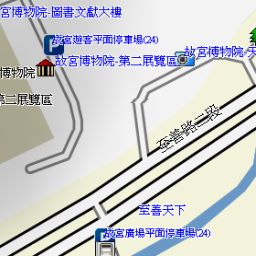 故宮博物院-圖書文獻大樓
故宮遊客平面停車場(24)
故宮博物院-第二展覽區
故宮博物院-
博物院
第二展覽區
至善路二段
至善天下
故宮廣場平面停車場(24)